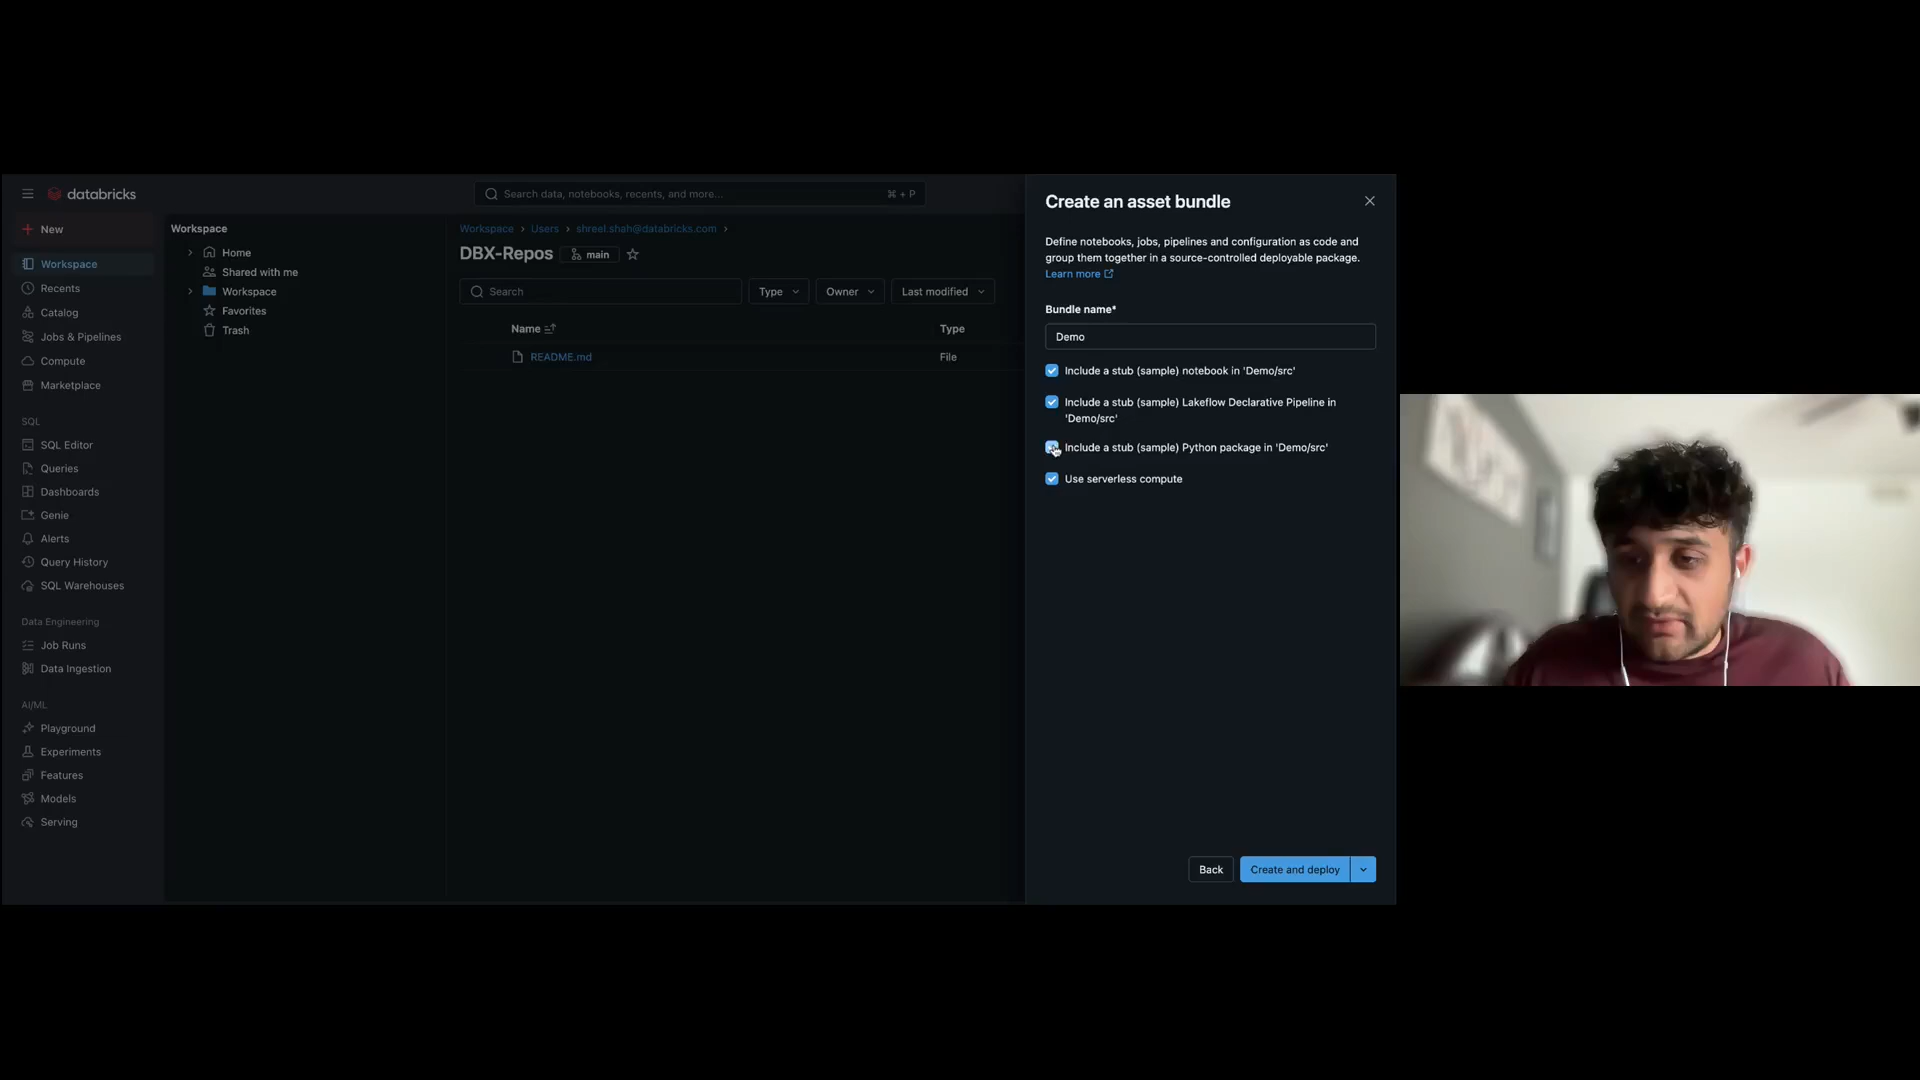 databricks
Search data, notebooks, recents, and more...
⌘ + P
New
Workspace
Recents
Catalog
Jobs & Pipelines
Compute
Marketplace
SQL
SQL Editor
Queries
Dashboards
Genie
Alerts
Query History
SQL Warehouses
Data Engineering
Job Runs
Data Ingestion
AI/ML
Playground
Experiments
Features
Models
Serving
Workspace
Home
Shared with me
Workspace
Favorites
Trash
Workspace > Users > shreel.shah@databricks.com >
DBX-Repos main
Search
Type
Owner
Last modified
Name
Type
README.md
File
Create an asset bundle
Define notebooks, jobs, pipelines and configuration as code and
group them together in a source-controlled deployable package.
Learn more
Bundle name*
Demo
Include a stub (sample) notebook in 'Demo/src'
Include a stub (sample) Lakeflow Declarative Pipeline in
'Demo/src'
Include a stub (sample) Python package in 'Demo/src'
Use serverless compute
Back
Create and deploy